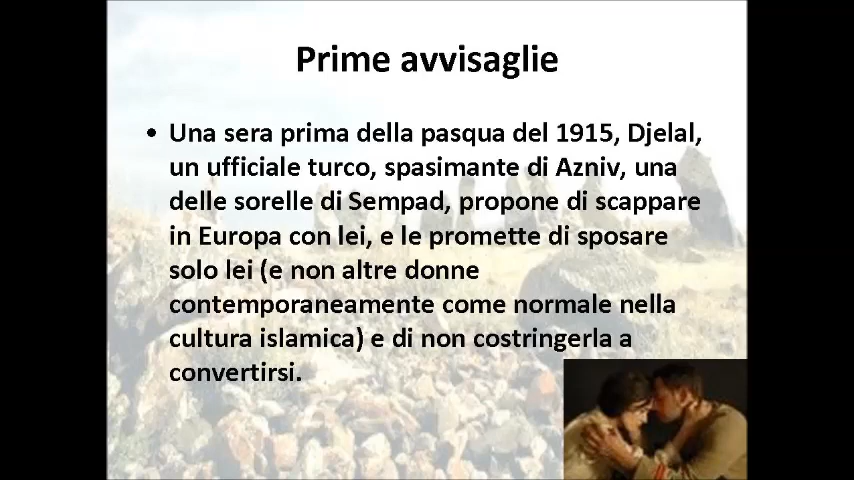 Prime avvisaglie
• Una sera prima della pasqua del 1915, Djelal,
un ufficiale turco, spasimante di Azniv, una
delle sorelle di Sempad, propone di scappare
in Europa con lei, e le promette di sposare
solo lei (e non altre donne
contemporaneamente come normale nella
cultura islamica) e di non costringerla a
convertirsi.